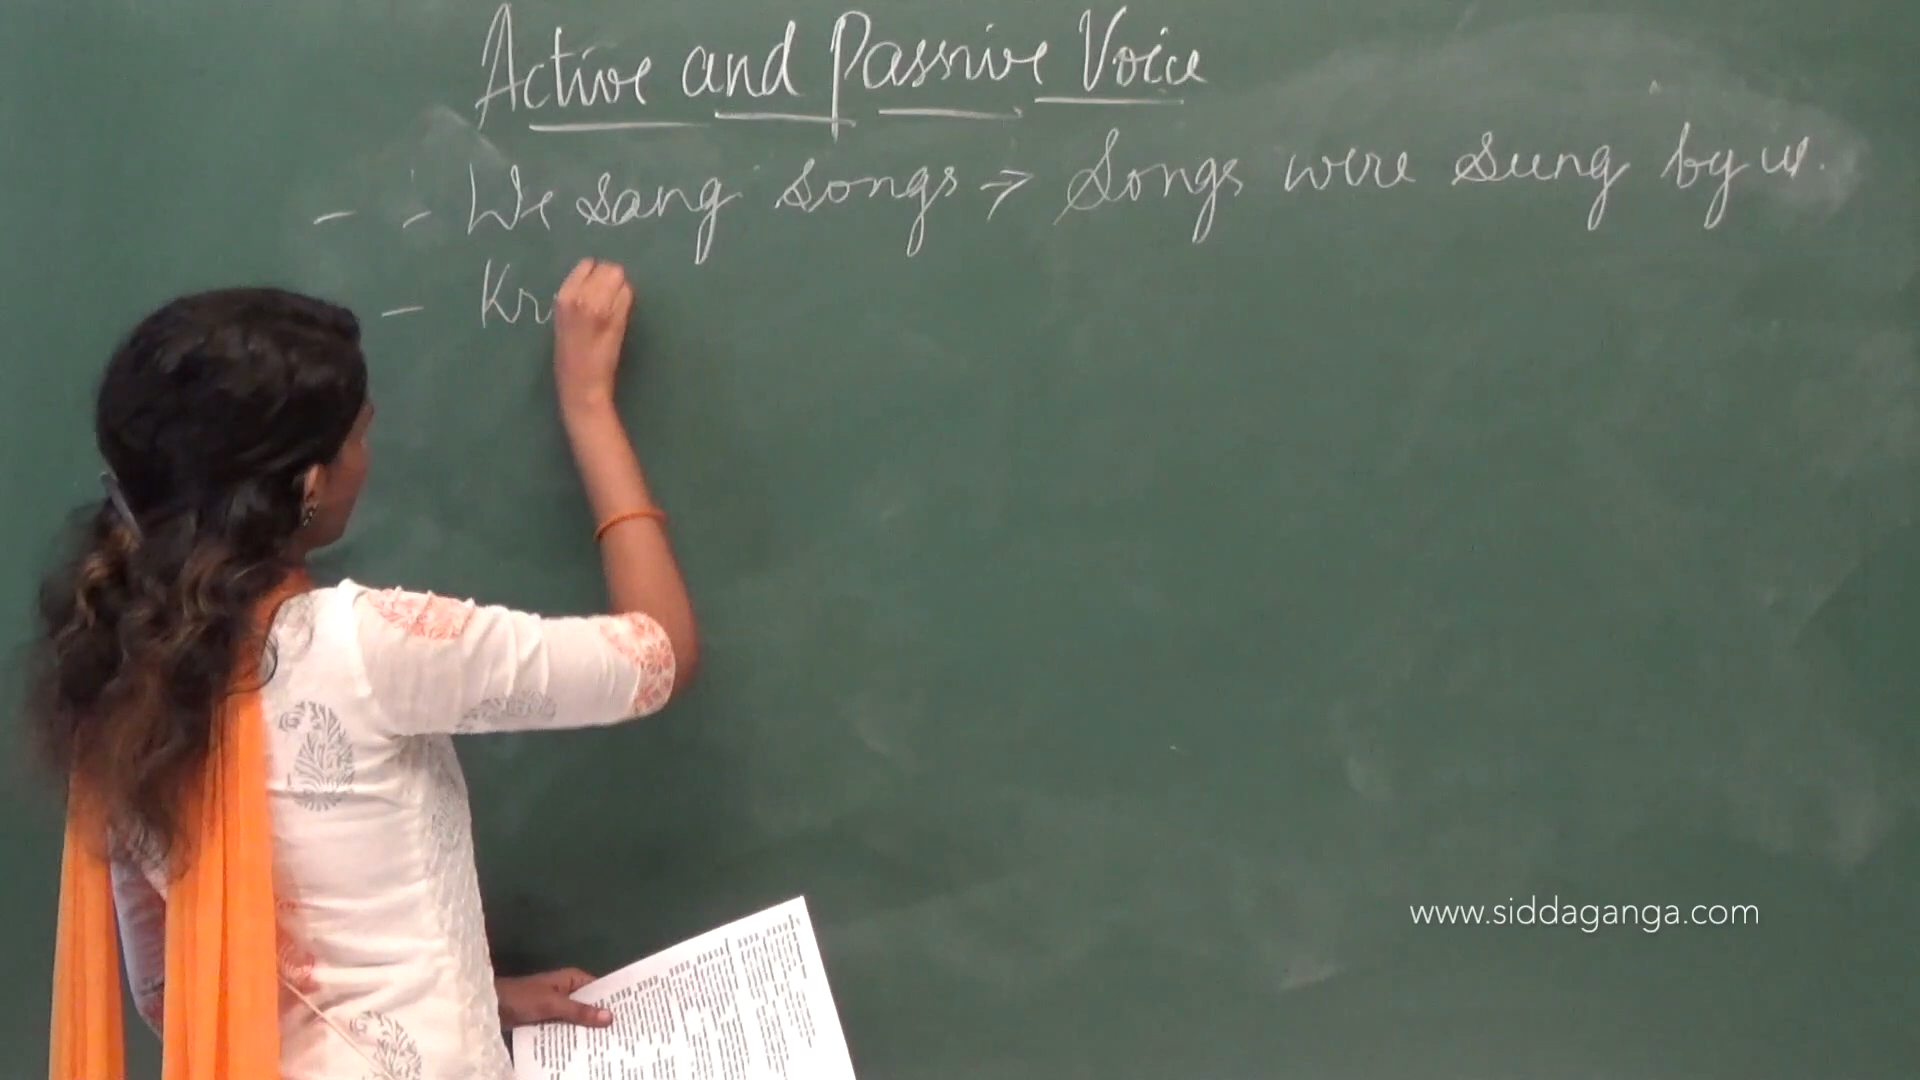 Active and Passive Voice
- - We sang songs → Songs were sung by us.
- Kr
www.siddaganga.com